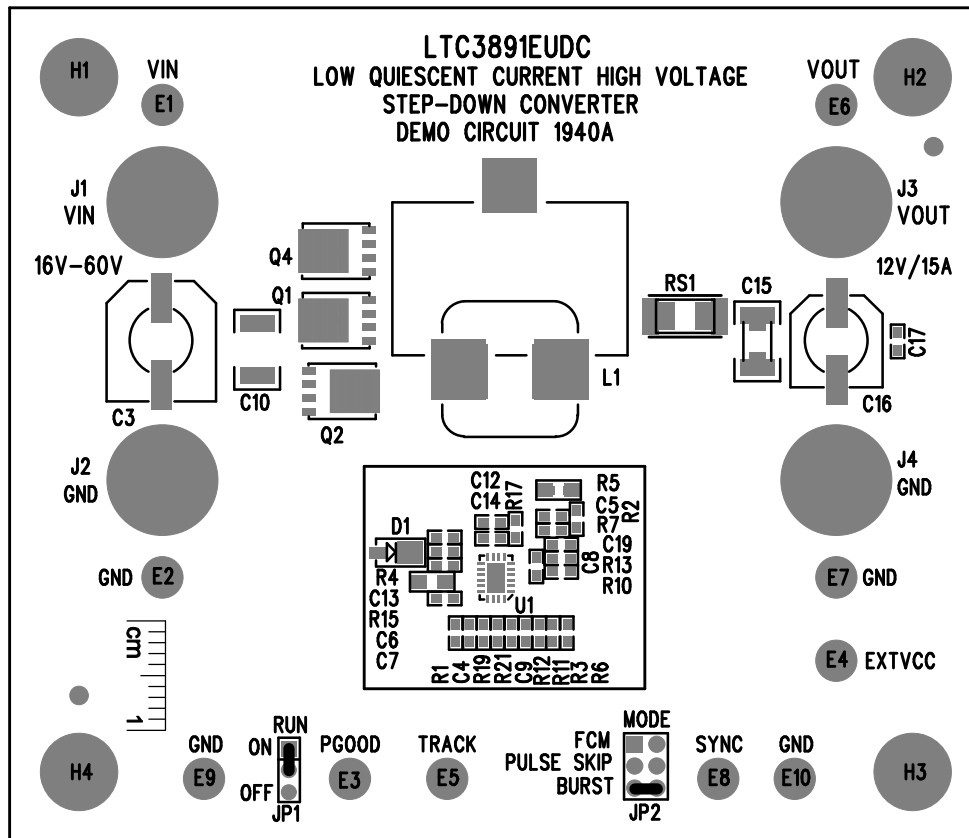 LTC3891EUDC
LOW QUIESCENT CURRENT HIGH VOLTAGE
STEP-DOWN CONVERTER
DEMO CIRCUIT 1940A
H1
VIN
E1
VOUT
E6
H2
J1
VIN
16V-60V
J3
VOUT
12V/15A
Q4
Q1
Q2
RS1
C15
C17
C3
C10
L1
C16
J2
GND
J4
GND
C12
C14
R17
R5
C5
R7
R2
D1
C19
R13
R10
C8
R4
C13
R15
C6
C7
U1
R1
C4
R19
R21
C9
R12
R11
R3
R6
GND
E2
E7
GND
E4
EXTVCC
cm
1
H4
GND
E9
RUN
ON
OFF
JP1
PGOOD
E3
TRACK
E5
MODE
FCM
PULSE SKIP
BURST
JP2
SYNC
E8
GND
E10
H3